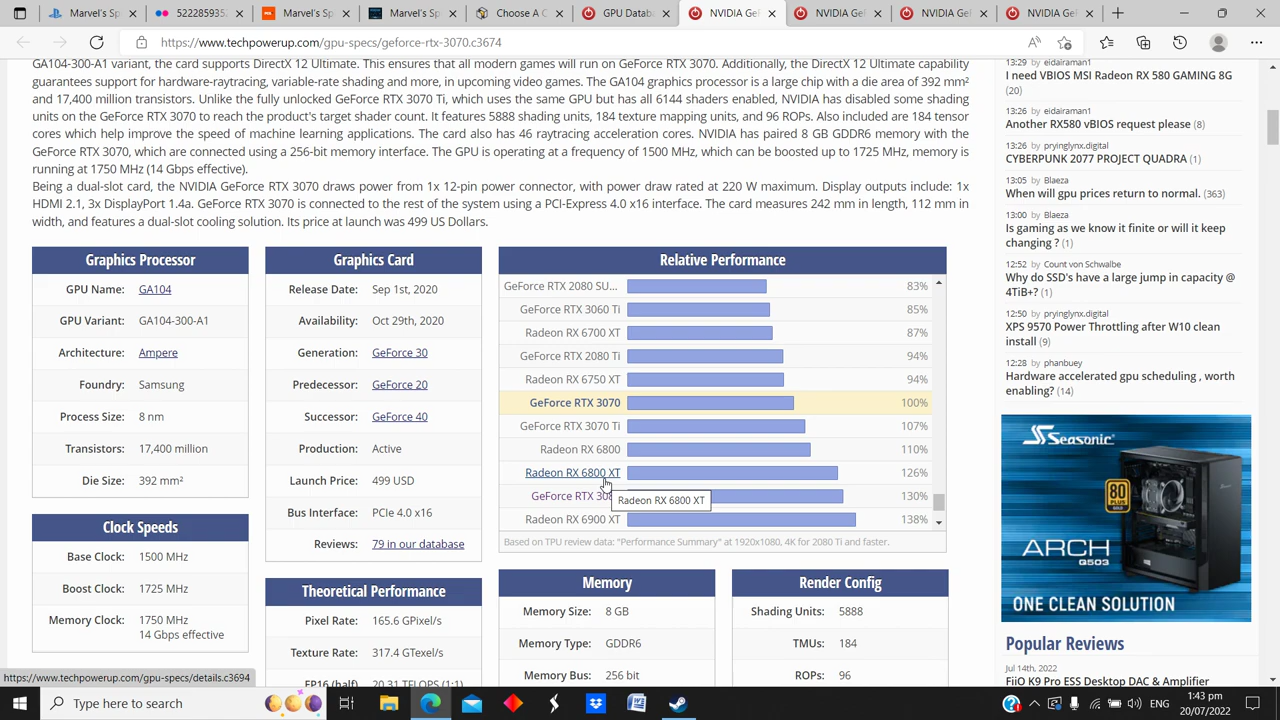 Marvel's Sp
5222859352
Marvel's Sp
Marvel's Sp
Choose A C
GPU Datab
NVIDIA GeF
NVIDIA GeF
NVIDIA GeF
NVIDIA GeF
https://www.techpowerup.com/gpu-specs/geforce-rtx-3070.c3674
GA104-300-A1 variant, the card supports DirectX 12 Ultimate. This ensures that all modern games will run on GeForce RTX 3070. Additionally, the DirectX 12 Ultimate capability
guarantees support for hardware-raytracing, variable-rate shading and more, in upcoming video games. The GA104 graphics processor is a large chip with a die area of 392 mm²
and 17,400 million transistors. Unlike the fully unlocked GeForce RTX 3070 Ti, which uses the same GPU but has all 6144 shaders enabled, NVIDIA has disabled some shading
units on the GeForce RTX 3070 to reach the product's target shader count. It features 5888 shading units, 184 texture mapping units, and 96 ROPs. Also included are 184 tensor
cores which help improve the speed of machine learning applications. The card also has 46 raytracing acceleration cores. NVIDIA has paired 8 GB GDDR6 memory with the
GeForce RTX 3070, which are connected using a 256-bit memory interface. The GPU is operating at a frequency of 1500 MHz, which can be boosted up to 1725 MHz, memory is
running at 1750 MHz (14 Gbps effective).
Being a dual-slot card, the NVIDIA GeForce RTX 3070 draws power from 1x 12-pin power connector, with power draw rated at 220 W maximum. Display outputs include: 1x
HDMI 2.1, 3x DisplayPort 1.4a. GeForce RTX 3070 is connected to the rest of the system using a PCI-Express 4.0 x16 interface. The card measures 242 mm in length, 112 mm in
width, and features a dual-slot cooling solution. Its price at launch was 499 US Dollars.
Graphics Processor
GPU Name: GA104
GPU Variant: GA104-300-A1
Architecture: Ampere
Foundry: Samsung
Process Size: 8 nm
Transistors: 17,400 million
Die Size: 392 mm²
Clock Speeds
Base Clock: 1500 MHz
Boost Clock: 1725 MHz
Memory Clock: 1750 MHz
14 Gbps effective
Graphics Card
Release Date: Sep 1st, 2020
Availability: Oct 29th, 2020
Generation: GeForce 30
Predecessor: GeForce 20
Successor: GeForce 40
Production: Active
Launch Price: 499 USD
Bus Interface: PCIe 4.0 x16
Reviews: 79 in our database
Theoretical Performance
Pixel Rate: 165.6 GPixel/s
Texture Rate: 317.4 GTexel/s
FP16 (half) 20.31 TFLOPS (1:1)
Relative Performance
GeForce RTX 2080 SU... 83%
GeForce RTX 3060 Ti 85%
Radeon RX 6700 XT 87%
GeForce RTX 2080 Ti 94%
Radeon RX 6750 XT 94%
GeForce RTX 3070 100%
GeForce RTX 3070 Ti 107%
Radeon RX 6800 110%
Radeon RX 6800 XT 126%
GeForce RTX 308 130%
Radeon RX 6800 XT
Radeon RX 6900 XT 138%
Based on TPU review data: "Performance Summary" at 1920x1080, 4K for 2080 Ti and faster.
Memory
Memory Size: 8 GB
Memory Type: GDDR6
Memory Bus: 256 bit
Render Config
Shading Units: 5888
TMUs: 184
ROPs: 96
13:29 by eidairaman1
I need VBIOS MSI Radeon RX 580 GAMING 8G
(20)
13:26 by eidairaman1
Another RX580 vBIOS request please (8)
13:26 by pryinglynx.digital
CYBERPUNK 2077 PROJECT QUADRA (1)
13:05 by Blaeza
When will gpu prices return to normal. (363)
13:00 by Blaeza
Is gaming as we know it finite or will it keep
changing ? (1)
12:52 by Count von Schwalbe
Why do SSD's have a large jump in capacity @
4TiB+? (1)
12:50 by pryinglynx.digital
XPS 9570 Power Throttling after W10 clean
install (9)
12:28 by phanbuey
Hardware accelerated gpu scheduling , worth
enabling? (14)
Seasonic
80
PLUS
GOLD
ARCH
Q503
ONE CLEAN SOLUTION
Popular Reviews
Jul 14th, 2022
FiiO K9 Pro ESS Desktop DAC & Amplifier
https://www.techpowerup.com/gpu-specs/details.c3694
Type here to search
ENG
1:43 pm
20/07/2022